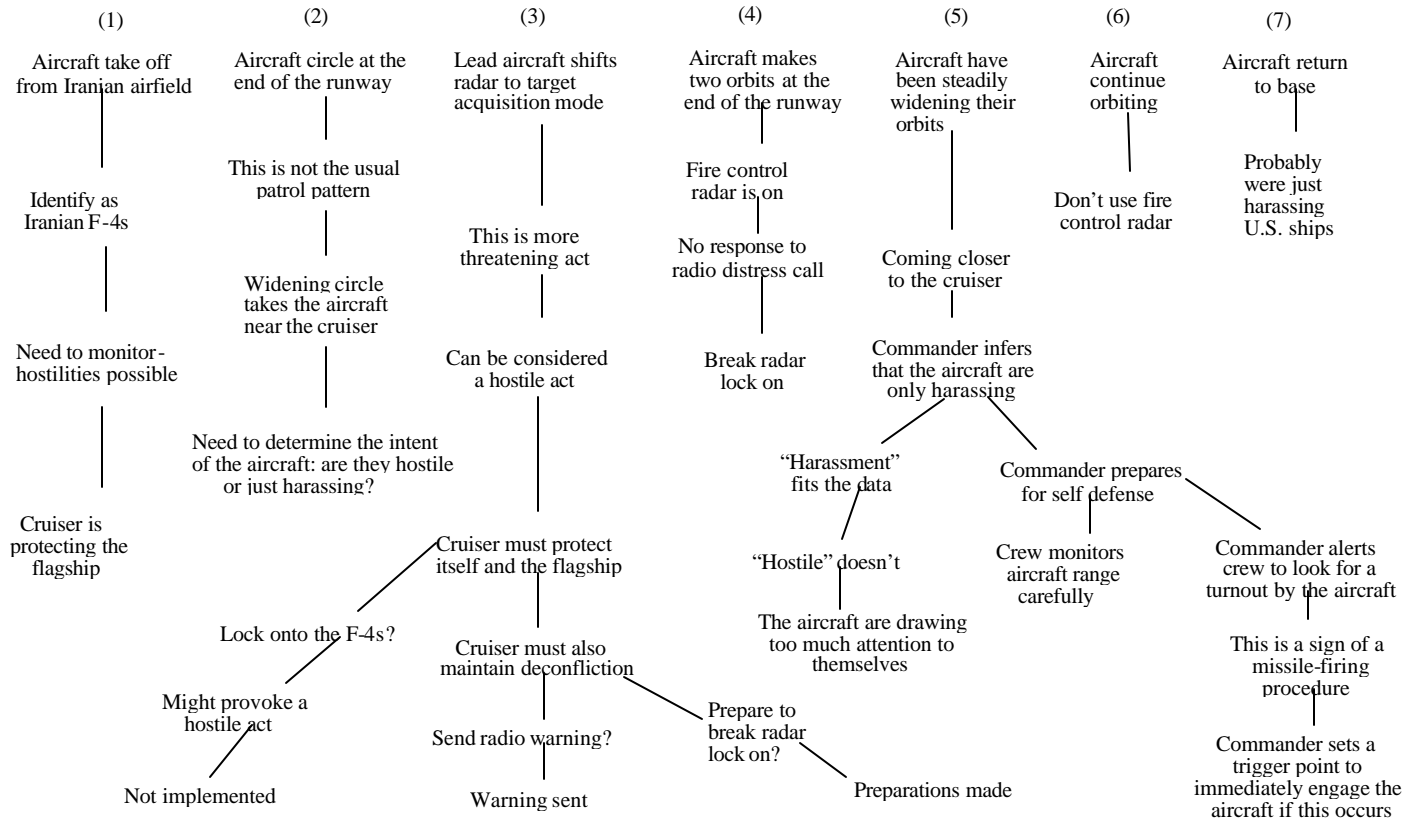 (1)
Aircraft take off
from Iranian airfield
Identify as
Iranian F-4s
Need to monitor-
hostilities possible
Cruiser is
protecting the
flagship
(2)
Aircraft circle at the
end of the runway
This is not the usual
patrol pattern
Widening circle
takes the aircraft
near the cruiser
Need to determine the intent
of the aircraft: are they hostile
or just harassing?
(3)
Lead aircraft shifts
radar to target
acquisition mode
This is more
threatening act
Can be considered
a hostile act
Cruiser must protect
itself and the flagship
Lock onto the F-4s?
Might provoke a
hostile act
Not implemented
Cruiser must also
maintain deconfliction
Send radio warning?
Warning sent
Prepare to
break radar
lock on?
Preparations made
(4)
Aircraft makes
two orbits at the
end of the runway
Fire control
radar is on
No response to
radio distress call
Break radar
lock on
(5)
Aircraft have
been steadily
widening their
orbits
Coming closer
to the cruiser
Commander infers
that the aircraft are
only harassing
“Harassment”
fits the data
“Hostile” doesn’t
The aircraft are drawing
too much attention to
themselves
Commander prepares
for self defense
Crew monitors
aircraft range
carefully
Commander alerts
crew to look for a
turnout by the aircraft
This is a sign of a
missile-firing
procedure
Commander sets a
trigger point to
immediately engage the
aircraft if this occurs
(6)
Aircraft
continue
orbiting
Don’t use fire
control radar
(7)
Aircraft return
to base
Probably
were just
harassing
U.S. ships